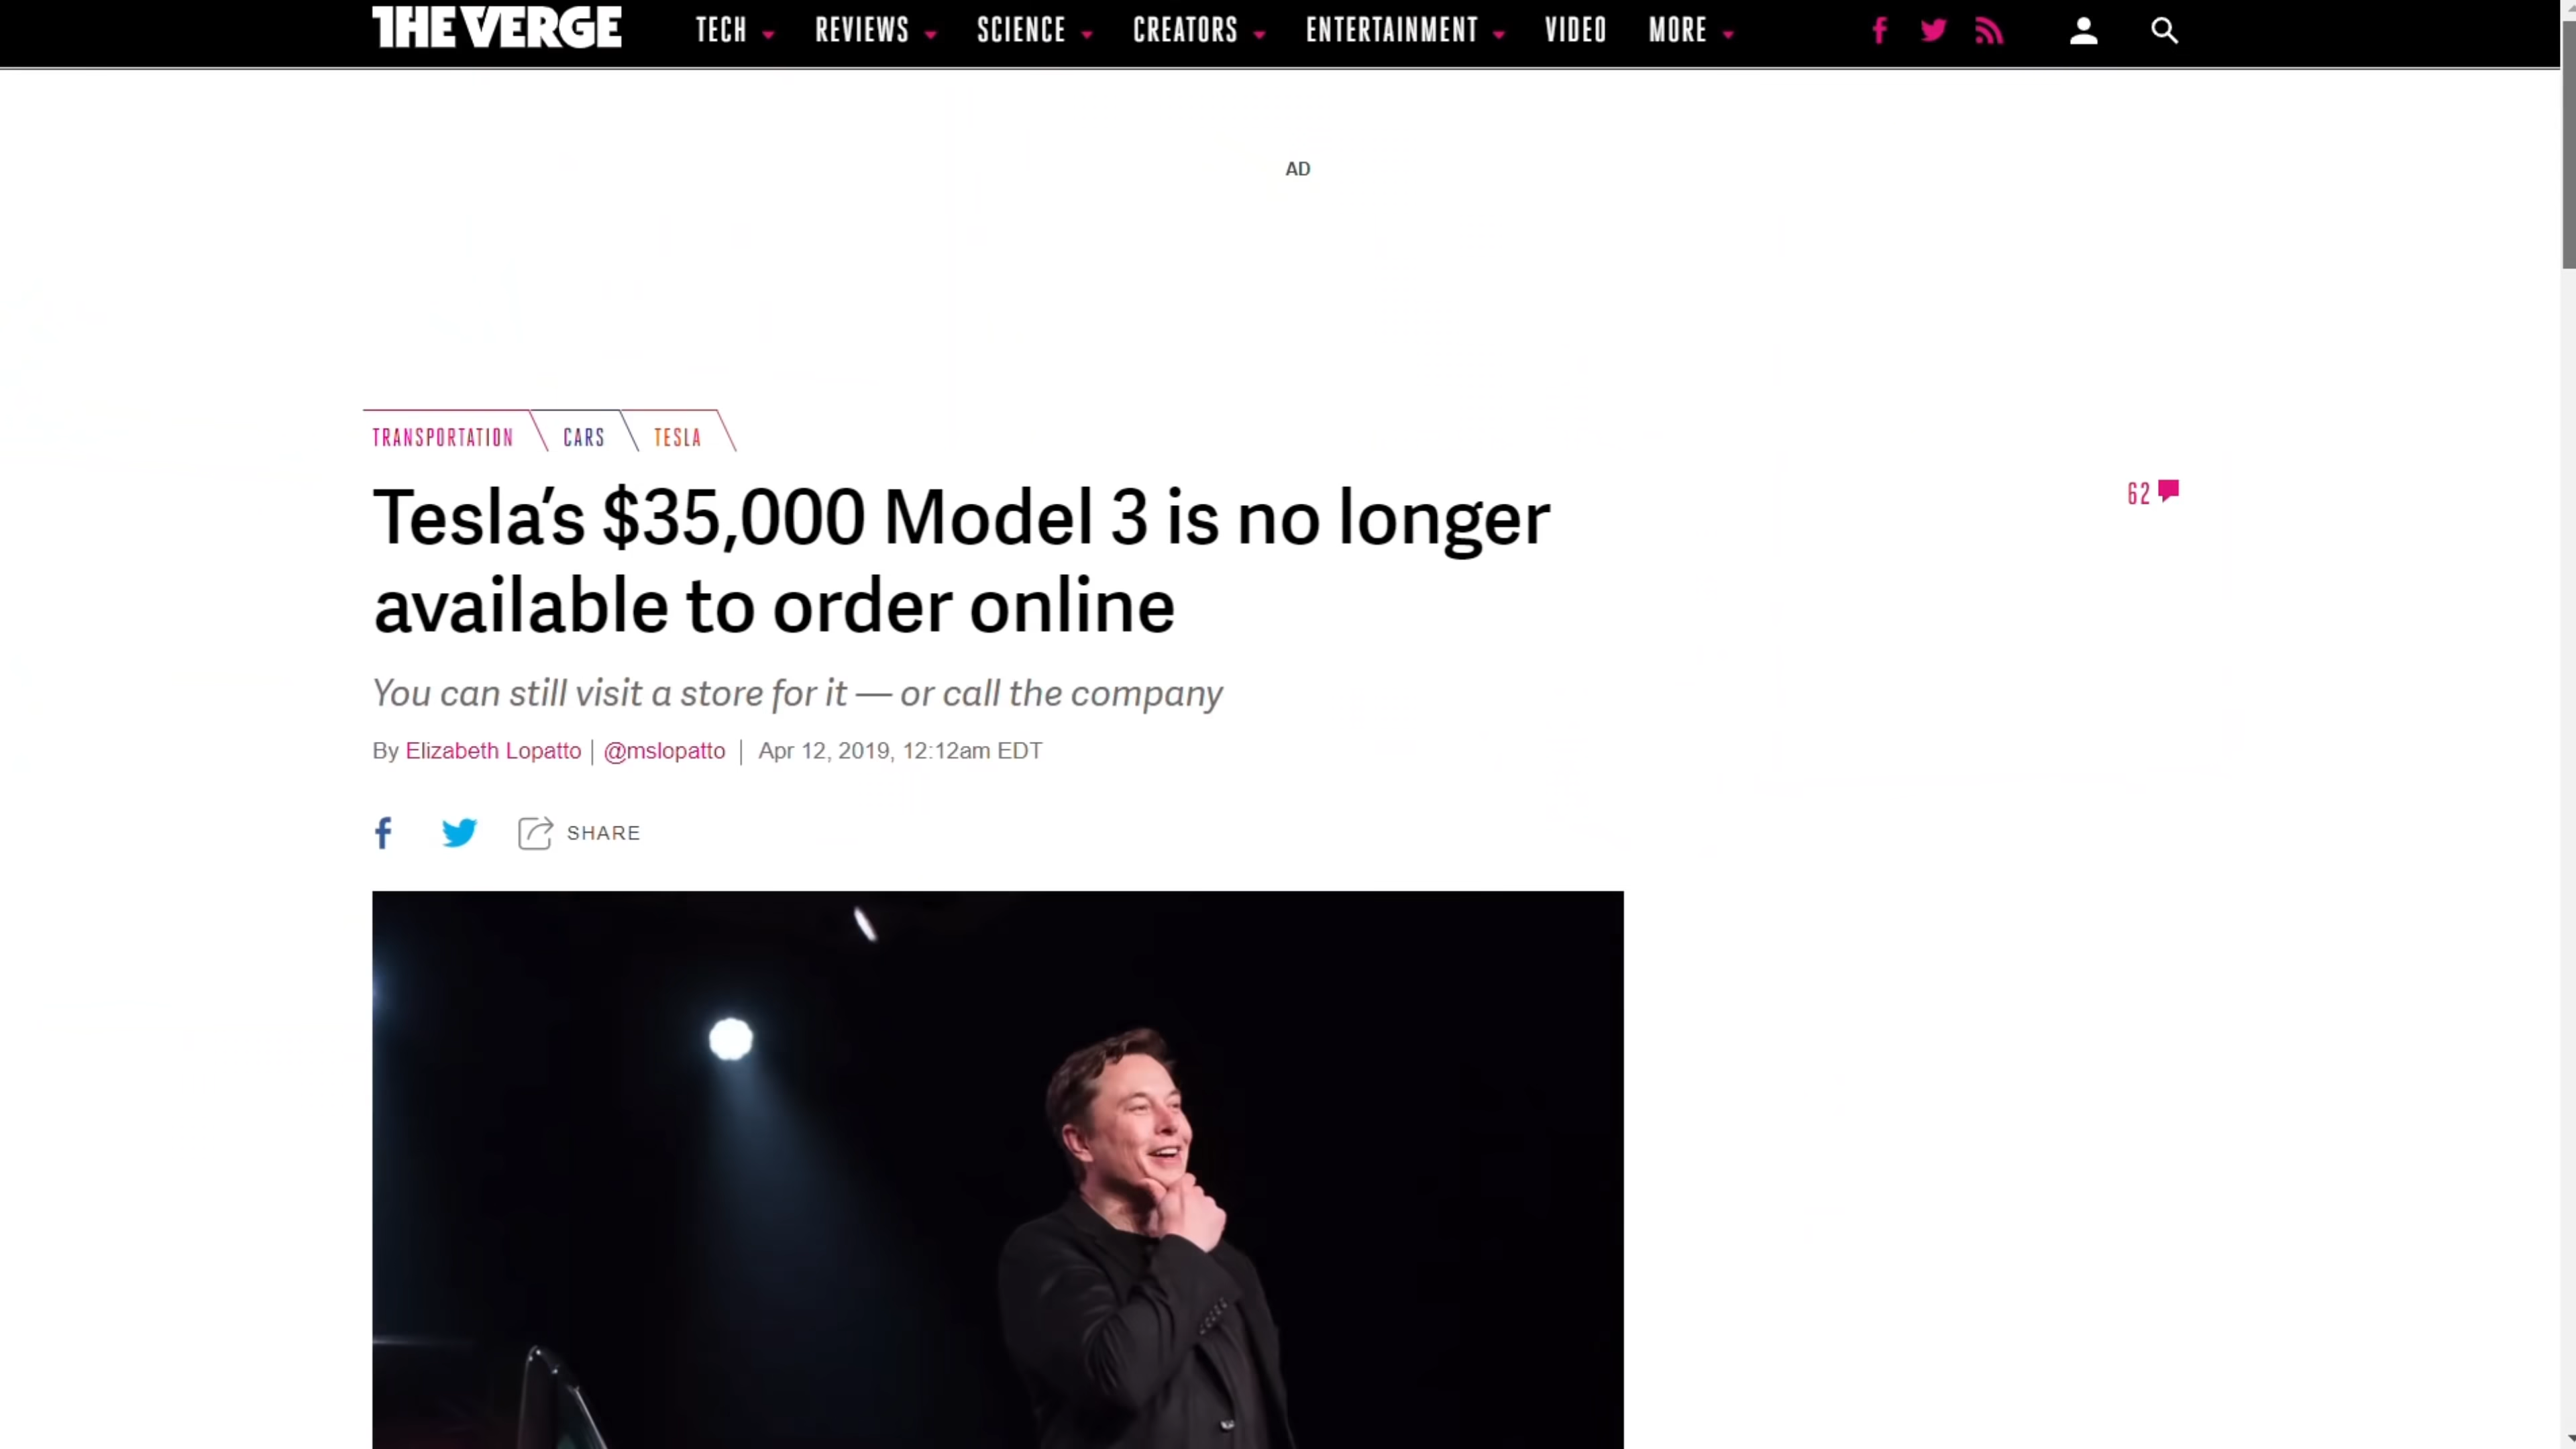 THE VERGE
TECH REVIEWS SCIENCE CREATORS ENTERTAINMENT VIDEO MORE
AD
TRANSPORTATION CARS TESLA
Tesla’s $35,000 Model 3 is no longer
available to order online
62
You can still visit a store for it — or call the company
By Elizabeth Lopatto | @mslopatto | Apr 12, 2019, 12:12am EDT
SHARE